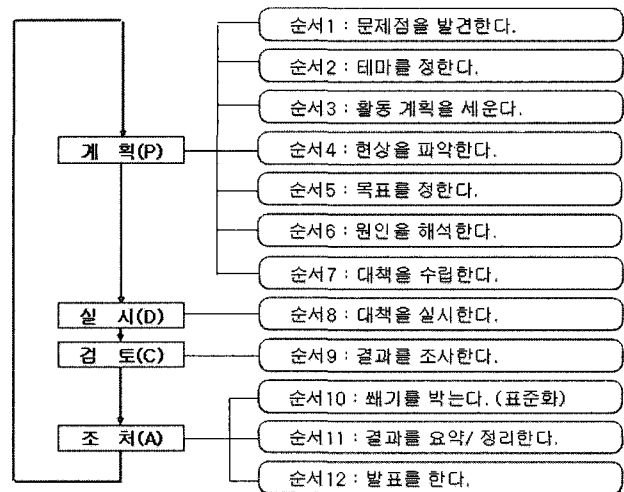 순서1 : 문제점을 발견한다.
순서2 : 테마를 정한다.
순서3 : 활동 계획을 세운다.
계 획(P)
순서4 : 현상을 파악한다.
순서5 : 목표를 정한다.
순서6 : 원인을 해석한다.
순서7 : 대책을 수립한다.
실 시(D)
순서8 : 대책을 실시한다.
검 토(C)
순서9 : 결과를 조사한다.
순서10 : 쐐기를 박는다. (표준화)
조 처(A)
순서11 : 결과를 요약/ 정리한다.
순서12 : 발표를 한다.